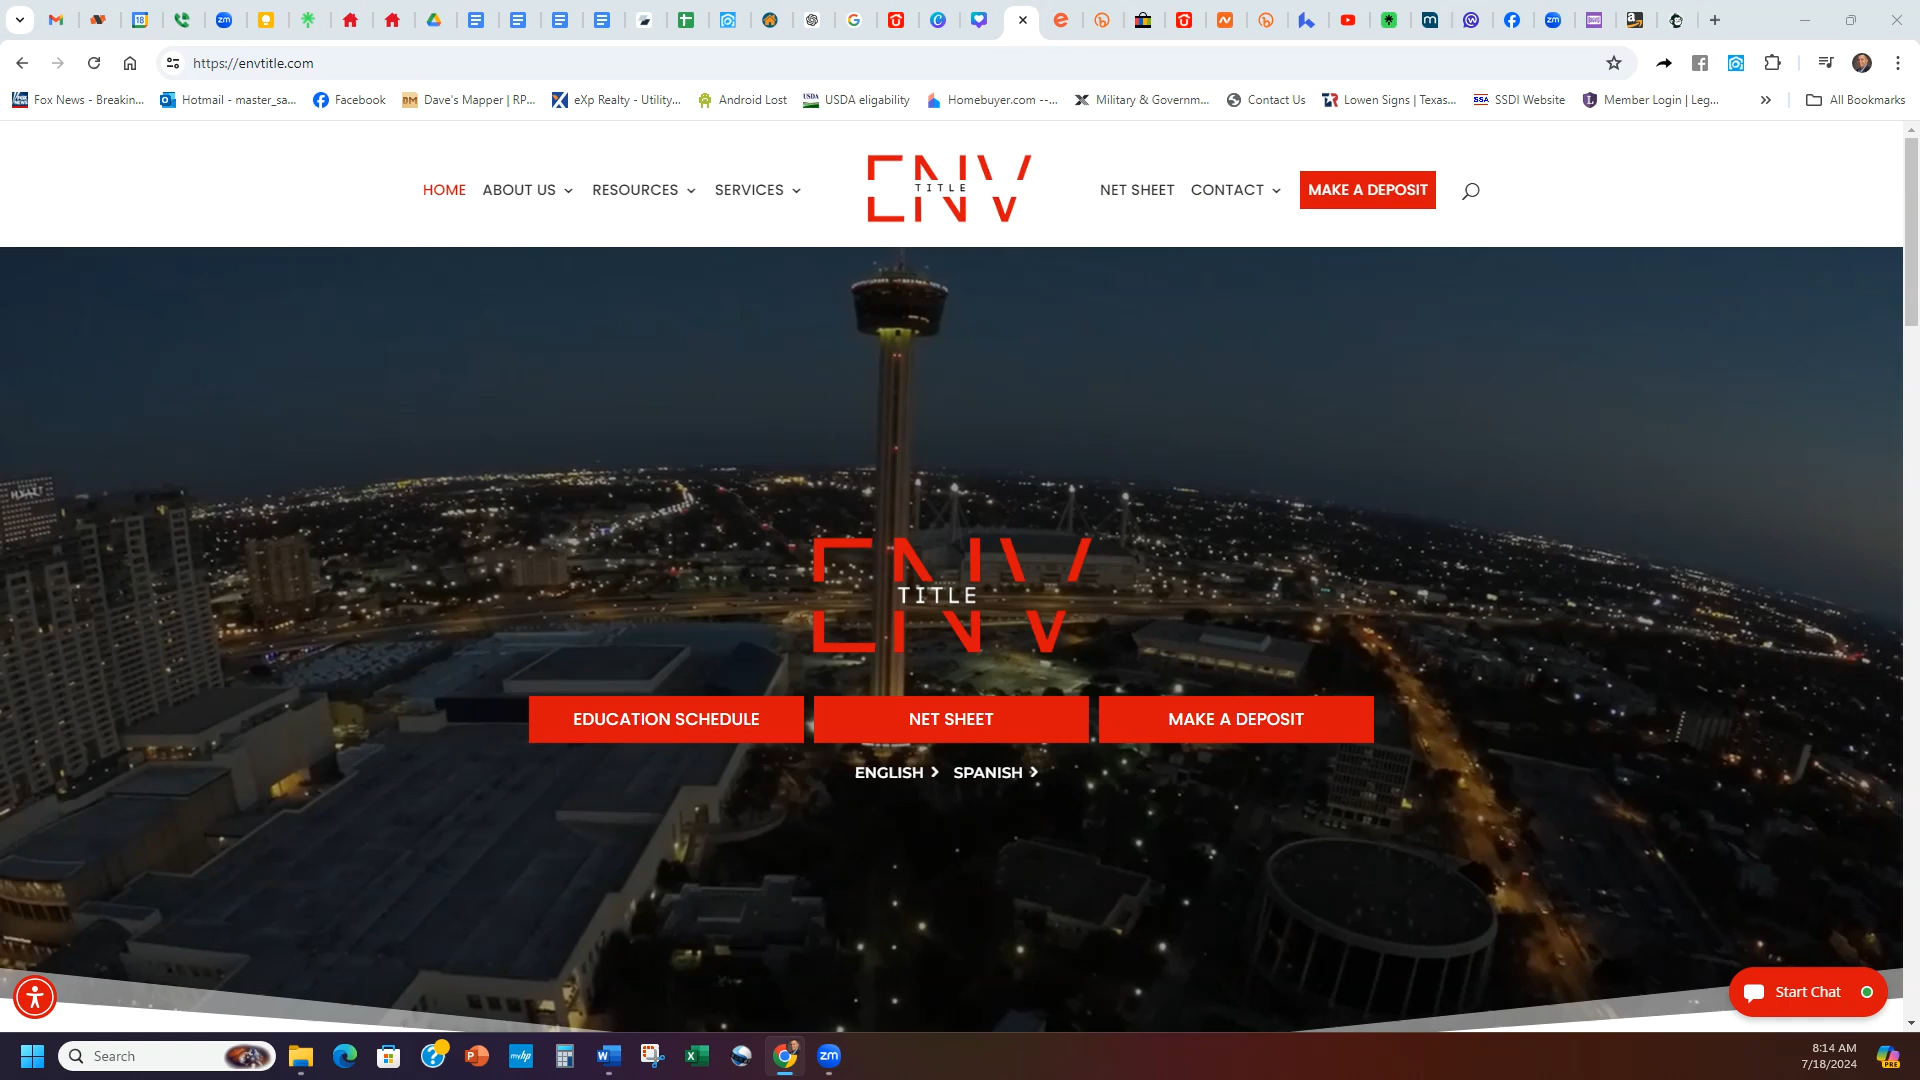 https://envtitle.com
Fox News - Breakin...
Hotmail - master_sa...
Facebook
Dave's Mapper | RP...
eXp Realty - Utility...
Android Lost
USDA eligability
Homebuyer.com --...
Military & Governm...
Contact Us
Lowen Signs | Texas...
SSDI Website
Member Login | Leg...
All Bookmarks
HOME
ABOUT US
RESOURCES
SERVICES
ENV
TITLE
NET SHEET
CONTACT
MAKE A DEPOSIT
HYATT
ENV
TITLE
EDUCATION SCHEDULE
NET SHEET
MAKE A DEPOSIT
ENGLISH
SPANISH
Start Chat
Search
8:14 AM
7/18/2024